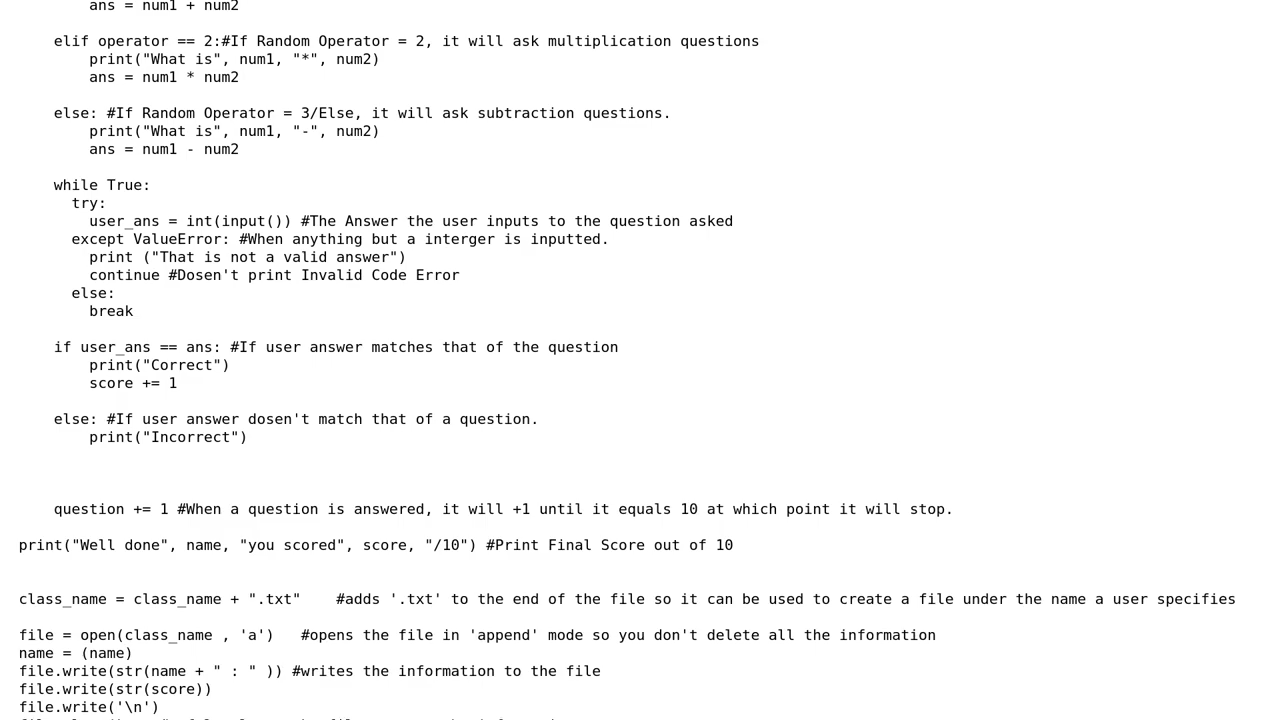 ans = num1 + num2
elif operator == 2:#If Random Operator = 2, it will ask multiplication questions
print("What is", num1, "*", num2)
ans = num1 * num2
else: #If Random Operator = 3/Else, it will ask subtraction questions.
print("What is", num1, "-", num2)
ans = num1 - num2
while True:
try:
user_ans = int(input()) #The Answer the user inputs to the question asked
except ValueError: #When anything but a interger is inputted.
print ("That is not a valid answer")
continue #Dosen't print Invalid Code Error
else:
break
if user_ans == ans: #If user answer matches that of the question
print("Correct")
score += 1
else: #If user answer dosen't match that of a question.
print("Incorrect")
question += 1 #When a question is answered, it will +1 until it equals 10 at which point it will stop.
print("Well done", name, "you scored", score, "/10") #Print Final Score out of 10
class_name = class_name + ".txt"    #adds '.txt' to the end of the file so it can be used to create a file under the name a user specifies
file = open(class_name , 'a')   #opens the file in 'append' mode so you don't delete all the information
name = (name)
file.write(str(name + " : " )) #writes the information to the file
file.write(str(score))
file.write('\n')